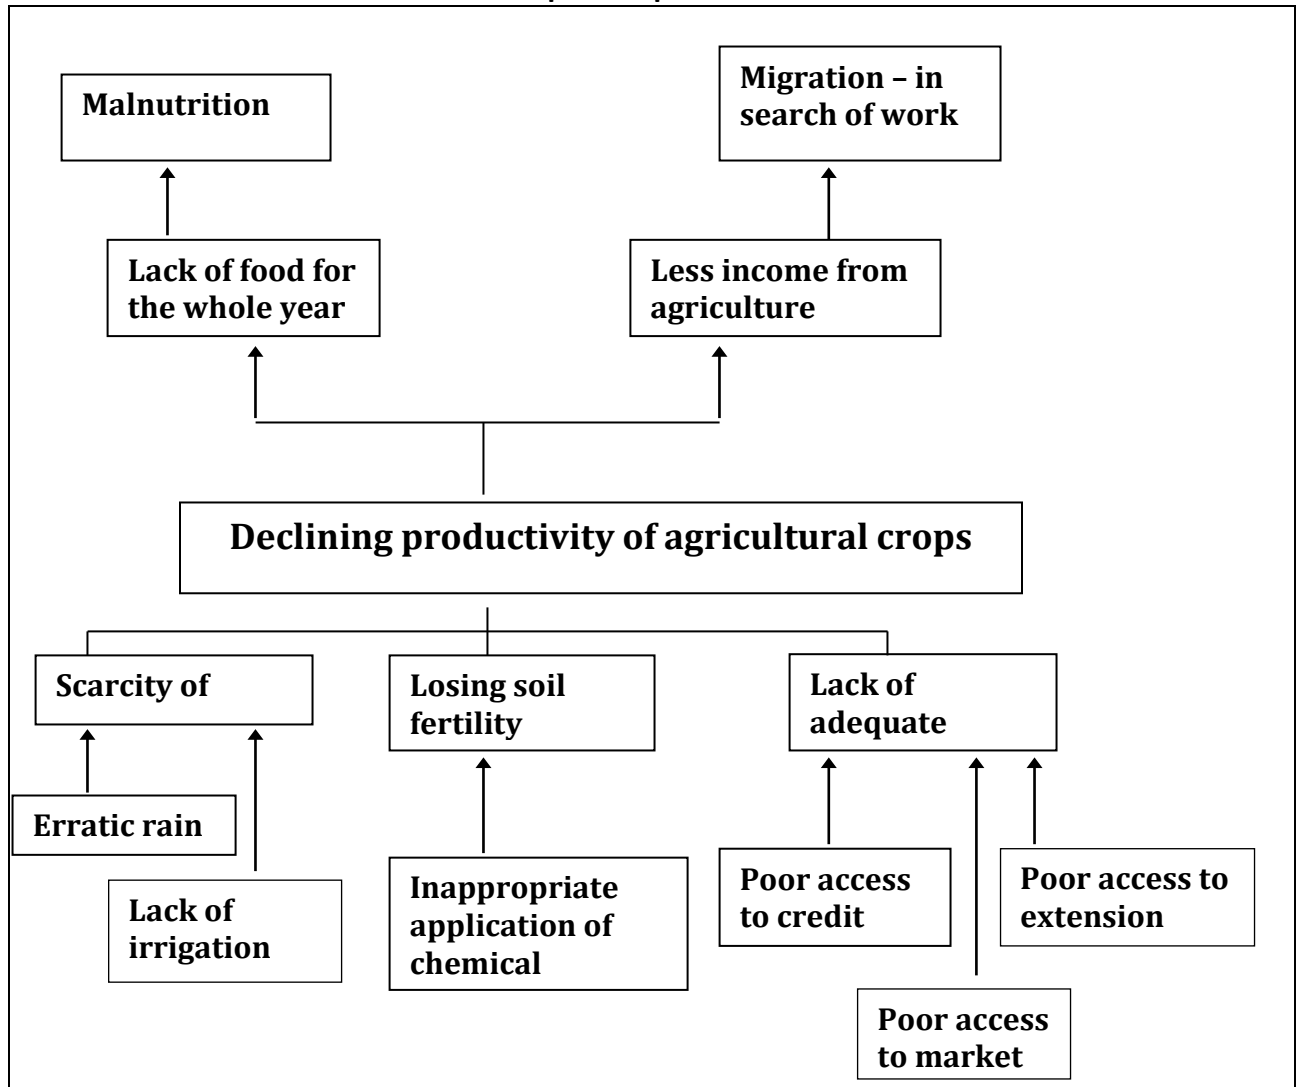 Malnutrition
Migration – in
search of work
Lack of food for
the whole year
Less income from
agriculture
Declining productivity of agricultural crops
Scarcity of
Losing soil
fertility
Lack of
adequate
Erratic rain
Lack of
irrigation
Inappropriate
application of
chemical
Poor access
to credit
Poor access to
extension
Poor access
to market